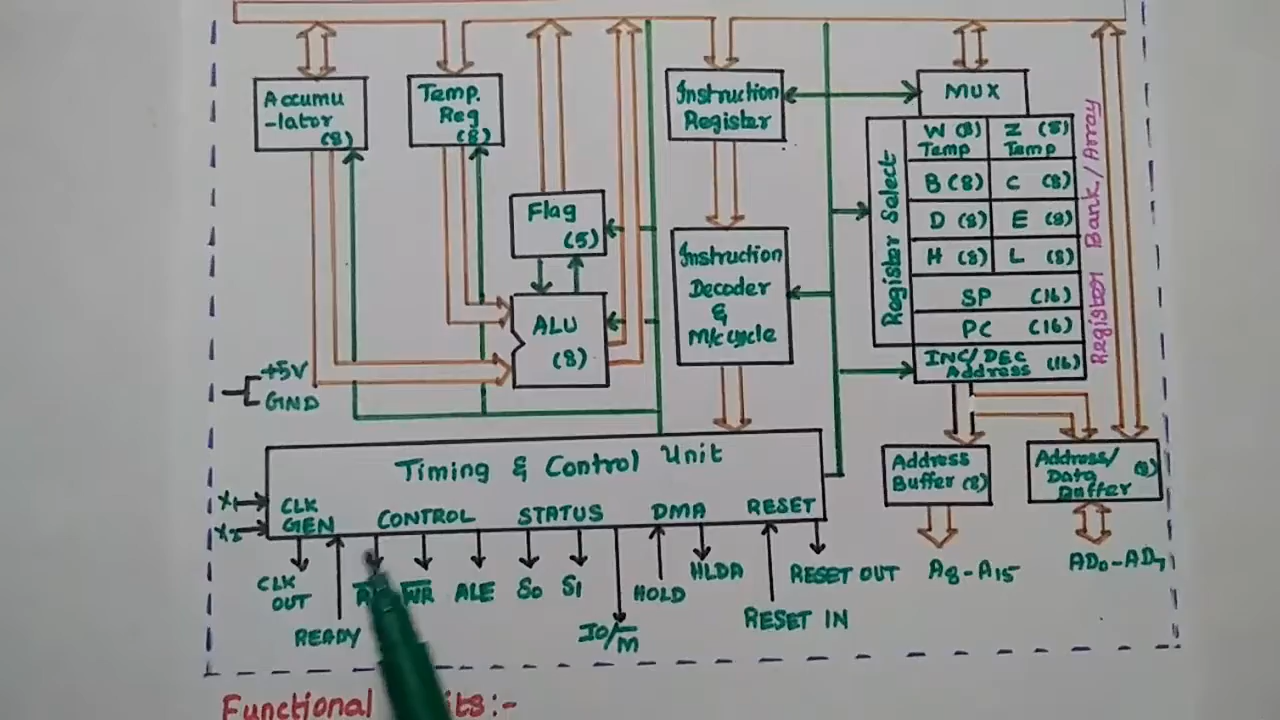 Accumu
-lator
(8)
Temp.
Reg
(8)
Instruction
Register
MUX
W (8)
Temp
Z (8)
Temp
B (8)
C (8)
D (8)
E (8)
H (8)
L (8)
SP (16)
PC (16)
INC/DEC
Address (16)
Register Select
Register Bank/Array
Flag
(5)
ALU
(8)
Instruction
Decoder
&
M/c cycle
+5V
GND
Timing & Control Unit
X1
X2
CLK
GEN
CONTROL
STATUS
DMA
RESET
Address
Buffer (8)
Address/
Data (8)
Buffer
CLK
OUT
READY
WR
ALE
S0
S1
IO/M̅
HOLD
HLDA
RESET IN
RESET OUT
A8-A15
AD0-AD7
Functional